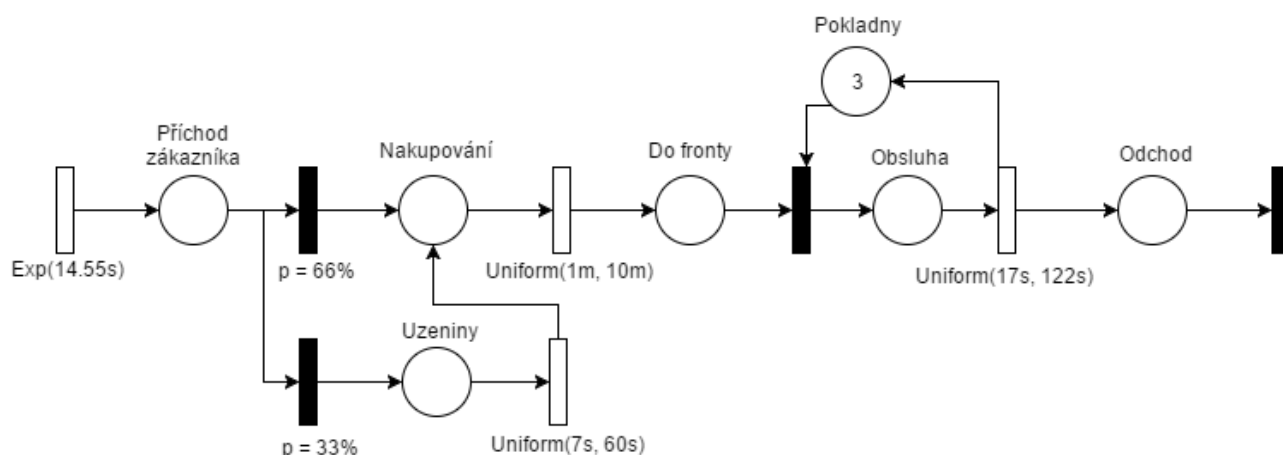 Pokladny
3
Příchod
zákazníka
Nakupování
Do fronty
Obsluha
Odchod
Exp(14.55s)
p = 66%
Uniform(1m, 10m)
Uniform(17s, 122s)
Uzeniny
p = 33%
Uniform(7s, 60s)